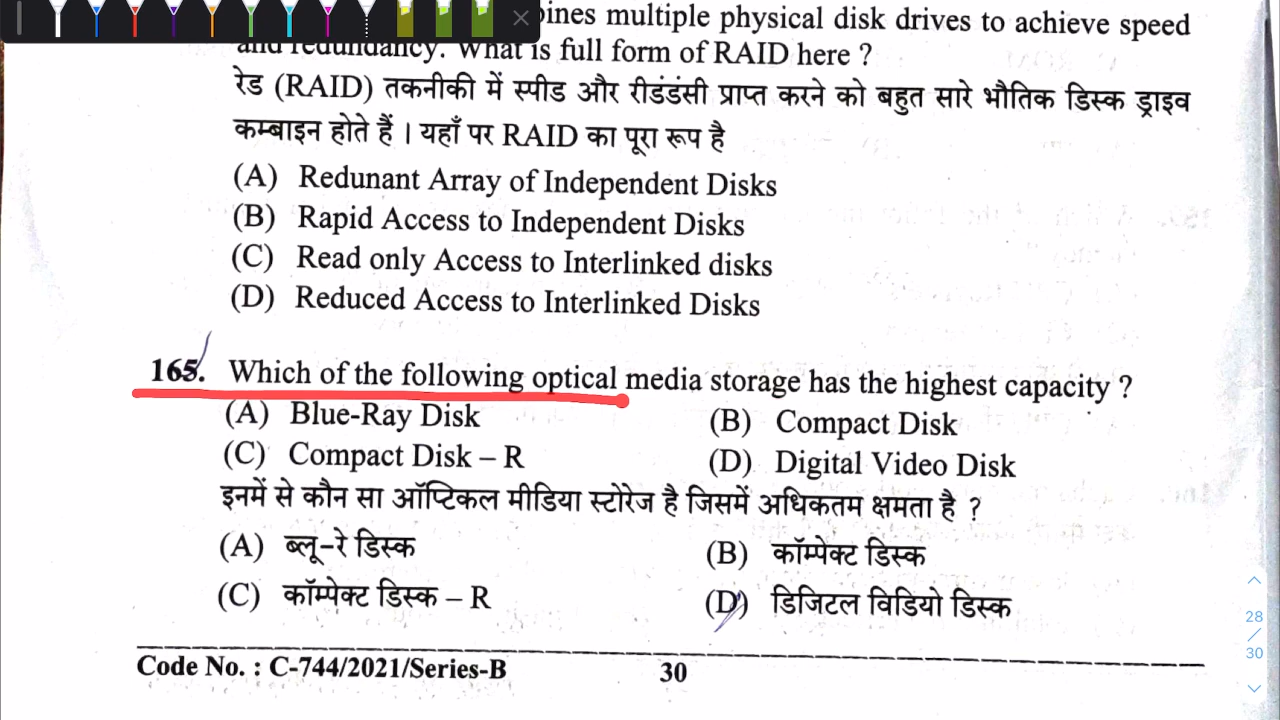 ines multiple physical disk drives to achieve speed
and redundancy. What is full form of RAID here ?
रेड (RAID) तकनीकी में स्पीड और रीडंडंसी प्राप्त करने को बहुत सारे भौतिक डिस्क ड्राइव
कम्बाइन होते हैं । यहाँ पर RAID का पूरा रूप है
(A) Redunant Array of Independent Disks
(B) Rapid Access to Independent Disks
(C) Read only Access to Interlinked disks
(D) Reduced Access to Interlinked Disks
165. Which of the following optical media storage has the highest capacity ?
(A) Blue-Ray Disk (B) Compact Disk
(C) Compact Disk – R (D) Digital Video Disk
इनमें से कौन सा ऑप्टिकल मीडिया स्टोरेज है जिसमें अधिकतम क्षमता है ?
(A) ब्लू-रे डिस्क (B) कॉम्पेक्ट डिस्क
(C) कॉम्पेक्ट डिस्क – R (D) डिजिटल विडियो डिस्क
Code No. : C-744/2021/Series-B 30
28
/
30